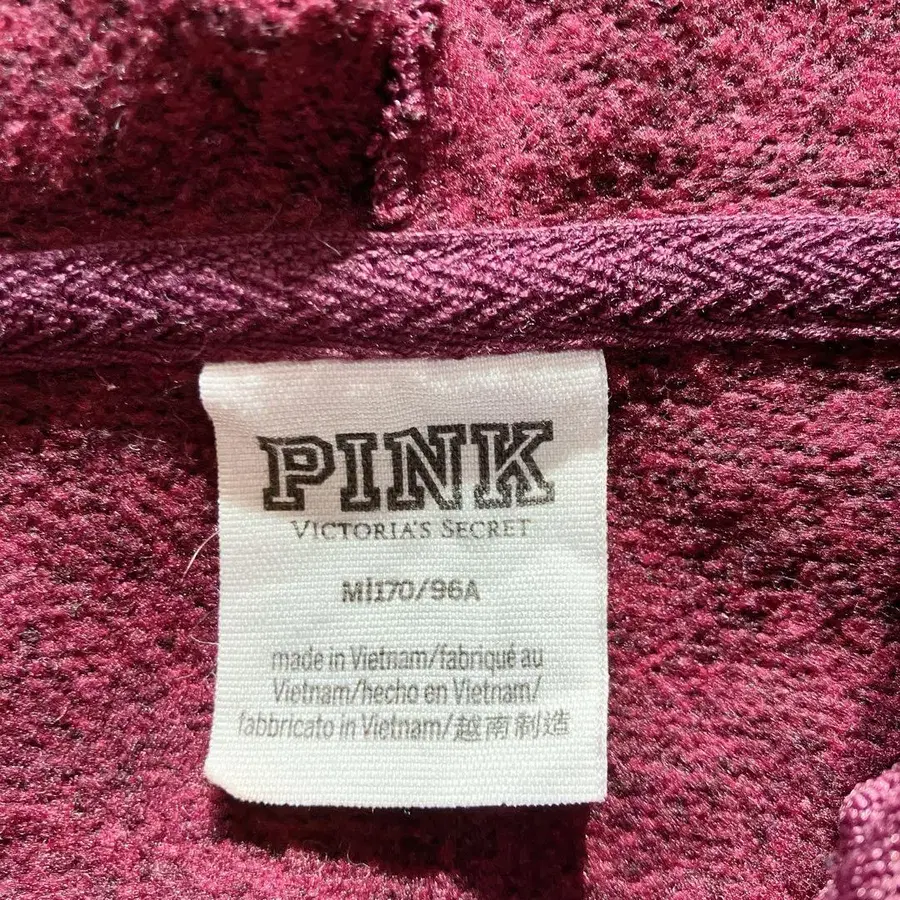 PINK
VICTORIA'S SECRET
M|170/96A
made in Vietnam/fabriqué au
Vietnam/hecho en Vietnam/
fabbricato in Vietnam/越南制造